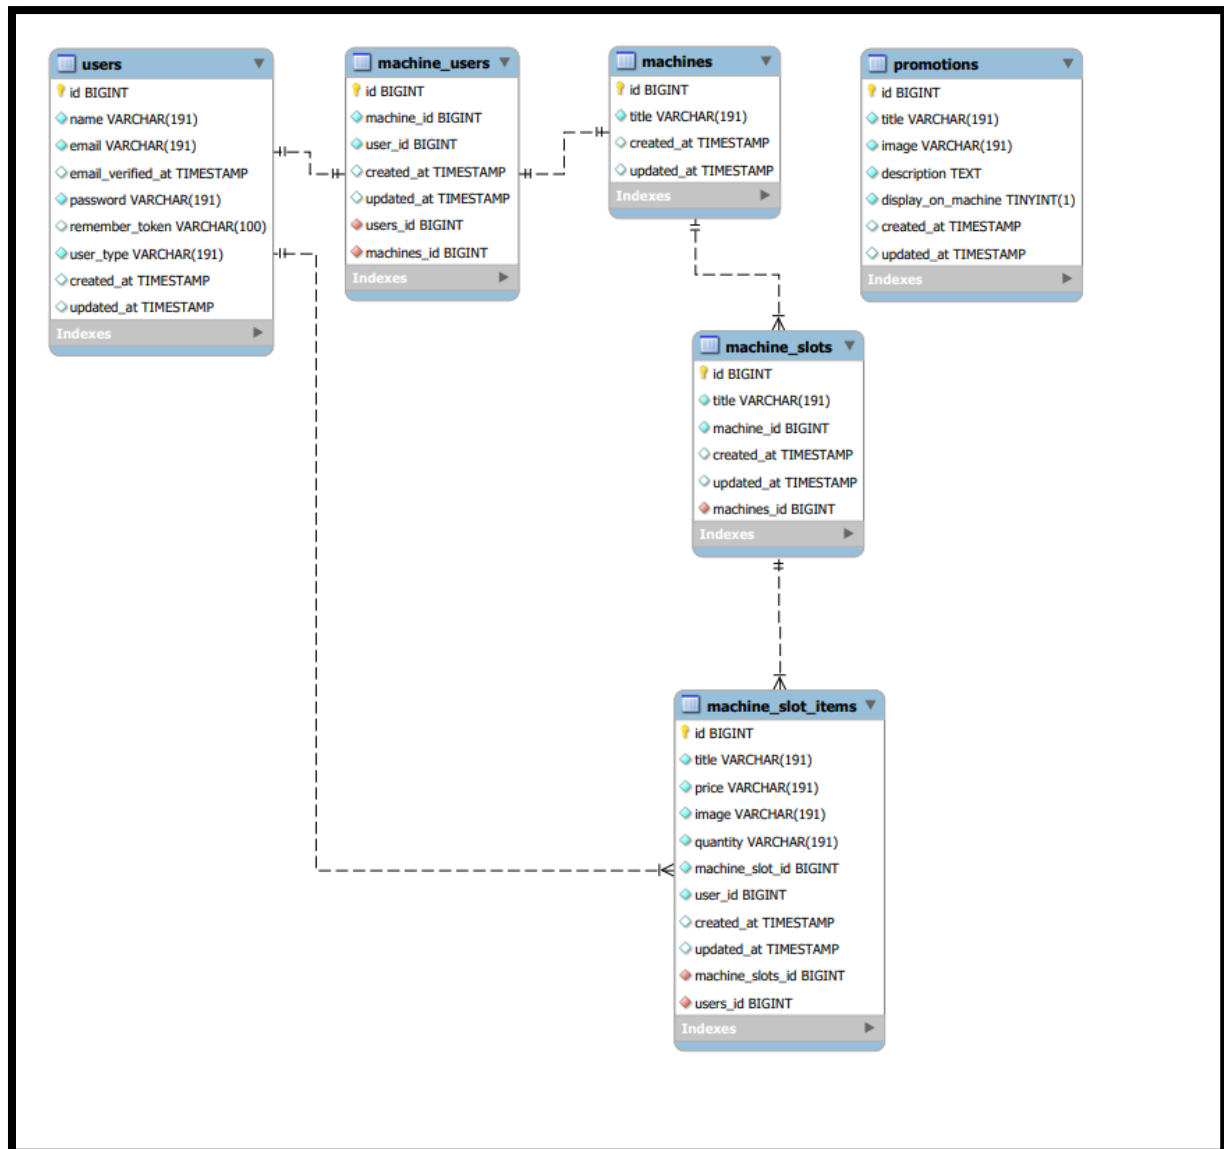 users
id BIGINT
name VARCHAR(191)
email VARCHAR(191)
email_verified_at TIMESTAMP
password VARCHAR(191)
remember_token VARCHAR(100)
user_type VARCHAR(191)
created_at TIMESTAMP
updated_at TIMESTAMP
Indexes
machine_users
id BIGINT
machine_id BIGINT
user_id BIGINT
created_at TIMESTAMP
updated_at TIMESTAMP
users_id BIGINT
machines_id BIGINT
Indexes
machines
id BIGINT
title VARCHAR(191)
created_at TIMESTAMP
updated_at TIMESTAMP
Indexes
promotions
id BIGINT
title VARCHAR(191)
image VARCHAR(191)
description TEXT
display_on_machine TINYINT(1)
created_at TIMESTAMP
updated_at TIMESTAMP
Indexes
machine_slots
id BIGINT
title VARCHAR(191)
machine_id BIGINT
created_at TIMESTAMP
updated_at TIMESTAMP
machines_id BIGINT
Indexes
machine_slot_items
id BIGINT
title VARCHAR(191)
price VARCHAR(191)
image VARCHAR(191)
quantity VARCHAR(191)
machine_slot_id BIGINT
user_id BIGINT
created_at TIMESTAMP
updated_at TIMESTAMP
machine_slots_id BIGINT
users_id BIGINT
Indexes